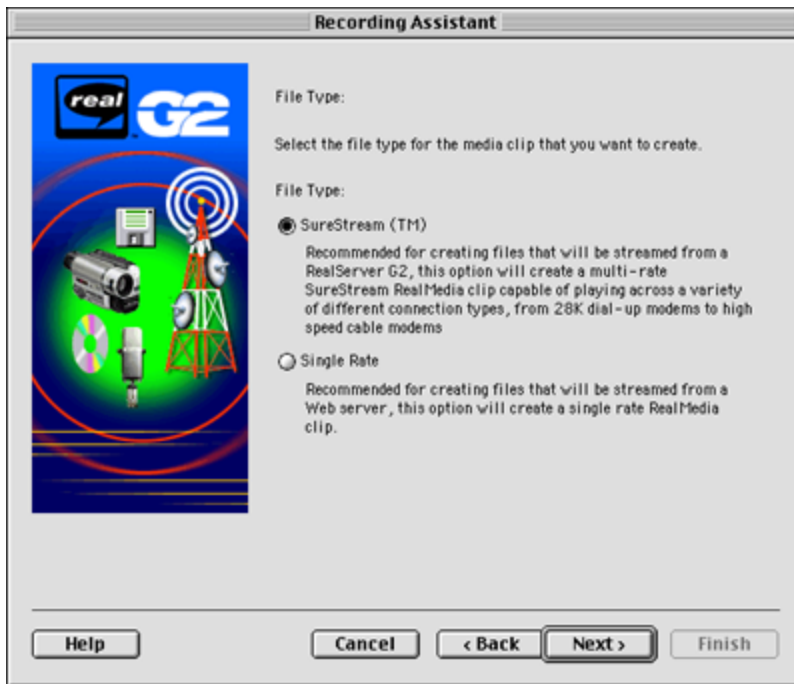 Recording Assistant
real G2
File Type:
Select the file type for the media clip that you want to create.
File Type:
SureStream (TM)
Recommended for creating files that will be streamed from a
RealServer G2, this option will create a multi-rate
SureStream RealMedia clip capable of playing across a variety
of different connection types, from 28K dial-up modems to high
speed cable modems
Single Rate
Recommended for creating files that will be streamed from a
Web server, this option will create a single rate RealMedia
clip.
Help Cancel < Back Next > Finish